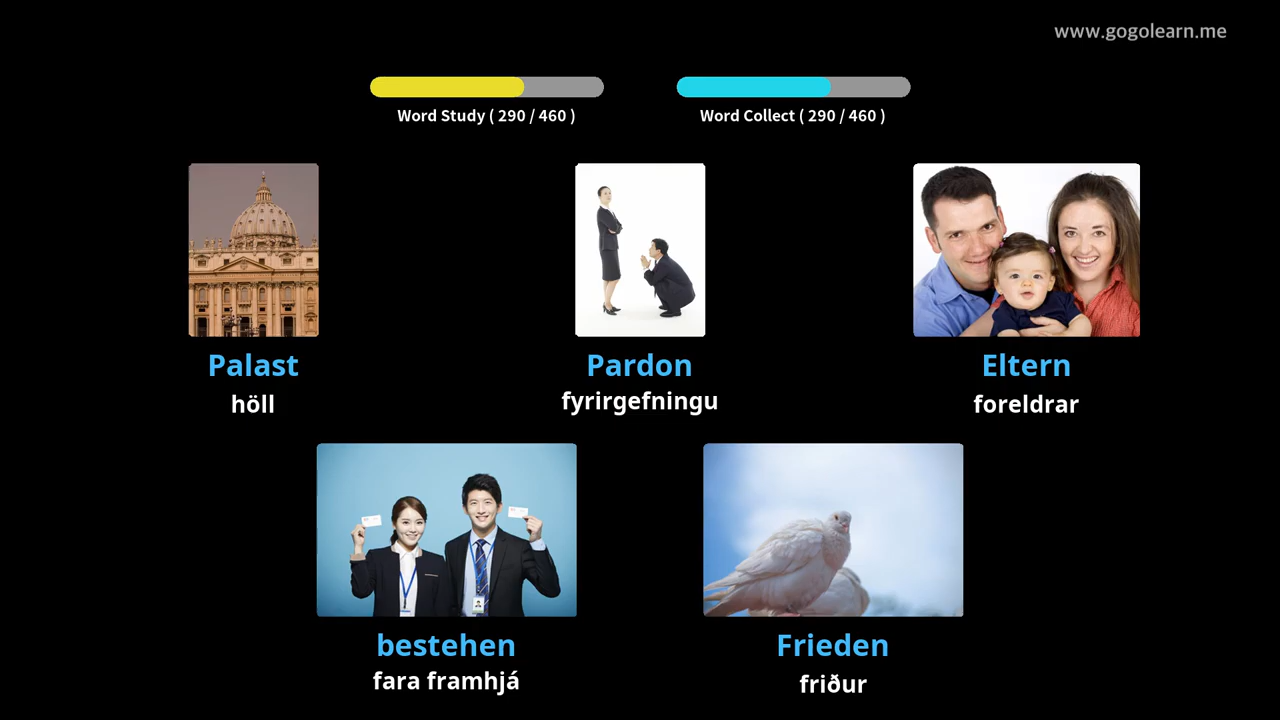 www.gogolearn.me
Word Study ( 290 / 460 )
Word Collect ( 290 / 460 )
Palast
höll
Pardon
fyrirgefningu
Eltern
foreldrar
bestehen
fara framhjá
Frieden
friður